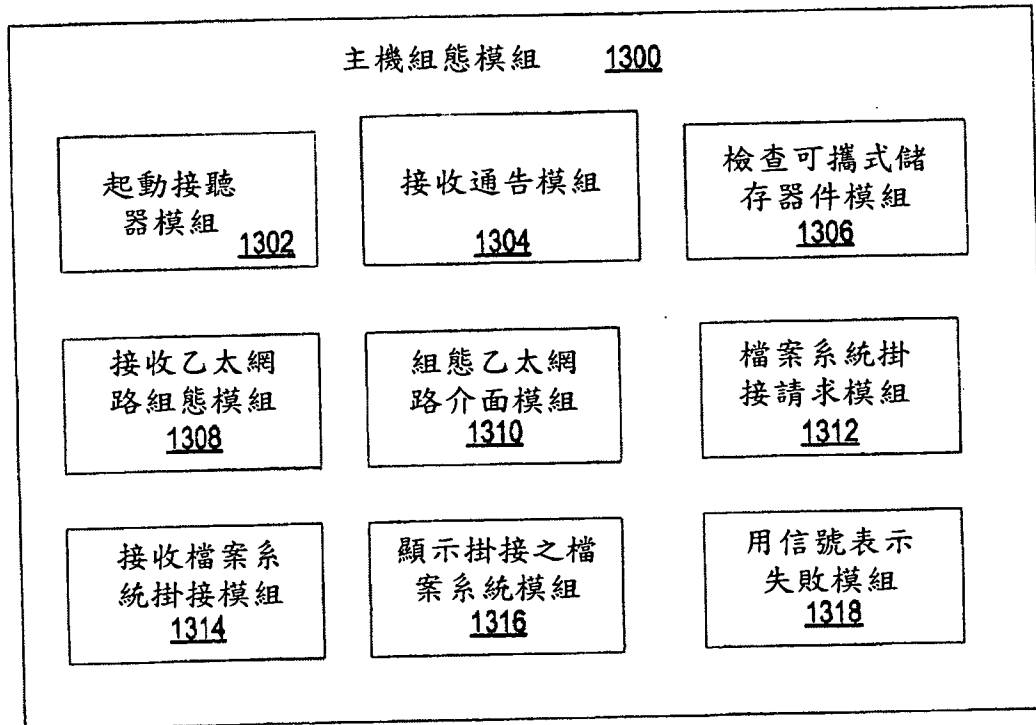 主機組態模組 1300
起動接聽
器模組
1302
接收通告模組
1304
檢查可攜式儲
存器件模組
1306
接收乙太網
路組態模組
1308
組態乙太網
路介面模組
1310
檔案系統掛
接請求模組
1312
接收檔案系
統掛接模組
1314
顯示掛接之檔
案系統模組
1316
用信號表示
失敗模組
1318